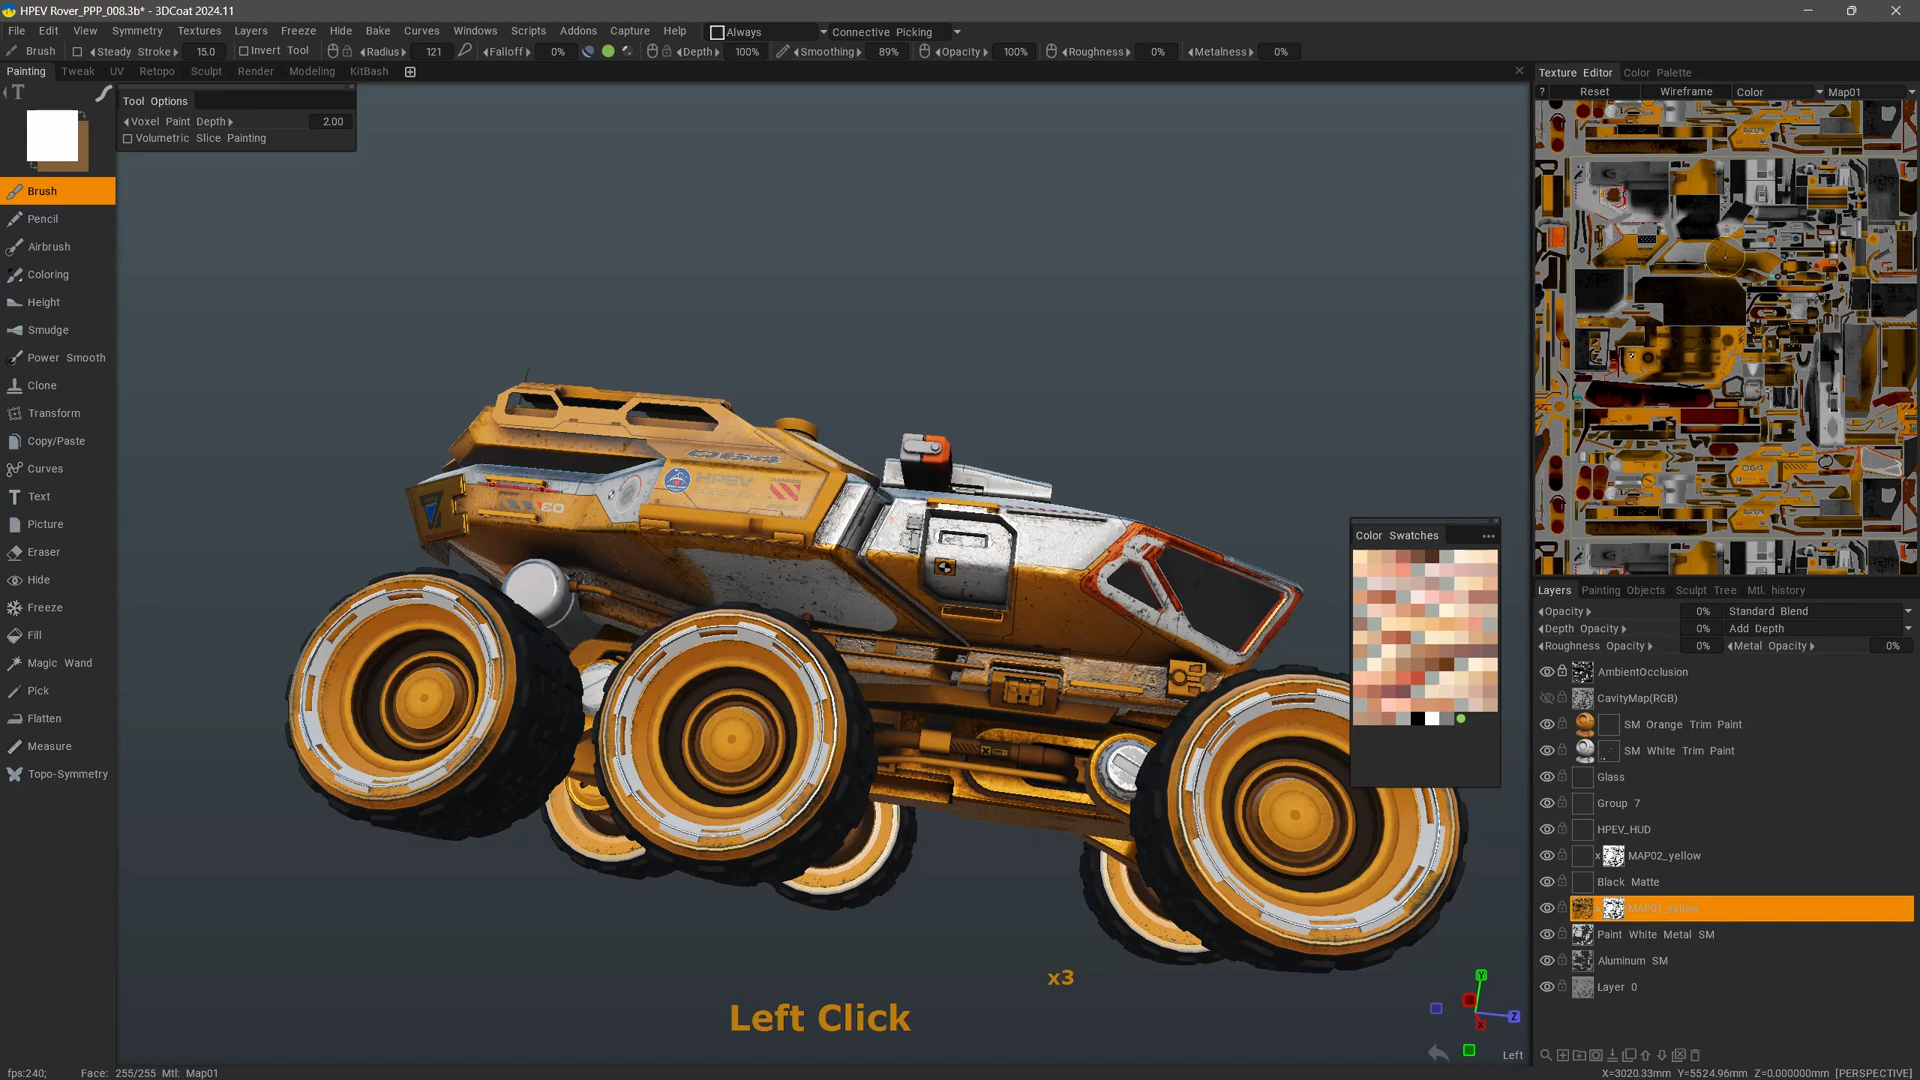 HPEV Rover_PPP_008.3b* - 3DCoat 2024.11
File Edit View Symmetry Textures Layers Freeze Hide Bake Curves Windows Scripts Addons Capture Help Always Connective Picking
Brush Steady Stroke 15.0 Invert Tool Radius 121 Falloff 0% Depth 100% Smoothing 89% Opacity 100% Roughness 0% Metalness 0%
Painting Tweak UV Retopo Sculpt Render Modeling KitBash
Texture Editor Color Palette
? Reset Wireframe Color Map01
T
Tool Options
Voxel Paint Depth 2.00
Volumetric Slice Painting
Brush
Pencil
Airbrush
Coloring
Height
Smudge
Power Smooth
Clone
Transform
Copy/Paste
Curves
Text
Picture
Eraser
Hide
Freeze
Fill
Magic Wand
Pick
Flatten
Measure
Topo-Symmetry
HPEV
RANGER
03
Color Swatches
Layers Painting Objects Sculpt Tree Mtl. history
Opacity 0% Standard Blend
Depth Opacity 0% Add Depth
Roughness Opacity 0% Metal Opacity 0%
AmbientOcclusion
CavityMap(RGB)
SM Orange Trim Paint
SM White Trim Paint
Glass
Group 7
HPEV_HUD
x MAP02_yellow
Black Matte
MAP01_yellow
Paint White Metal SM
Aluminum SM
Layer 0
x3
Left Click
Y
Z
X
Left
fps:240; Face: 255/255 Mtl: Map01
X=3020.33mm Y=5524.96mm Z=0.000000mm [PERSPECTIVE]